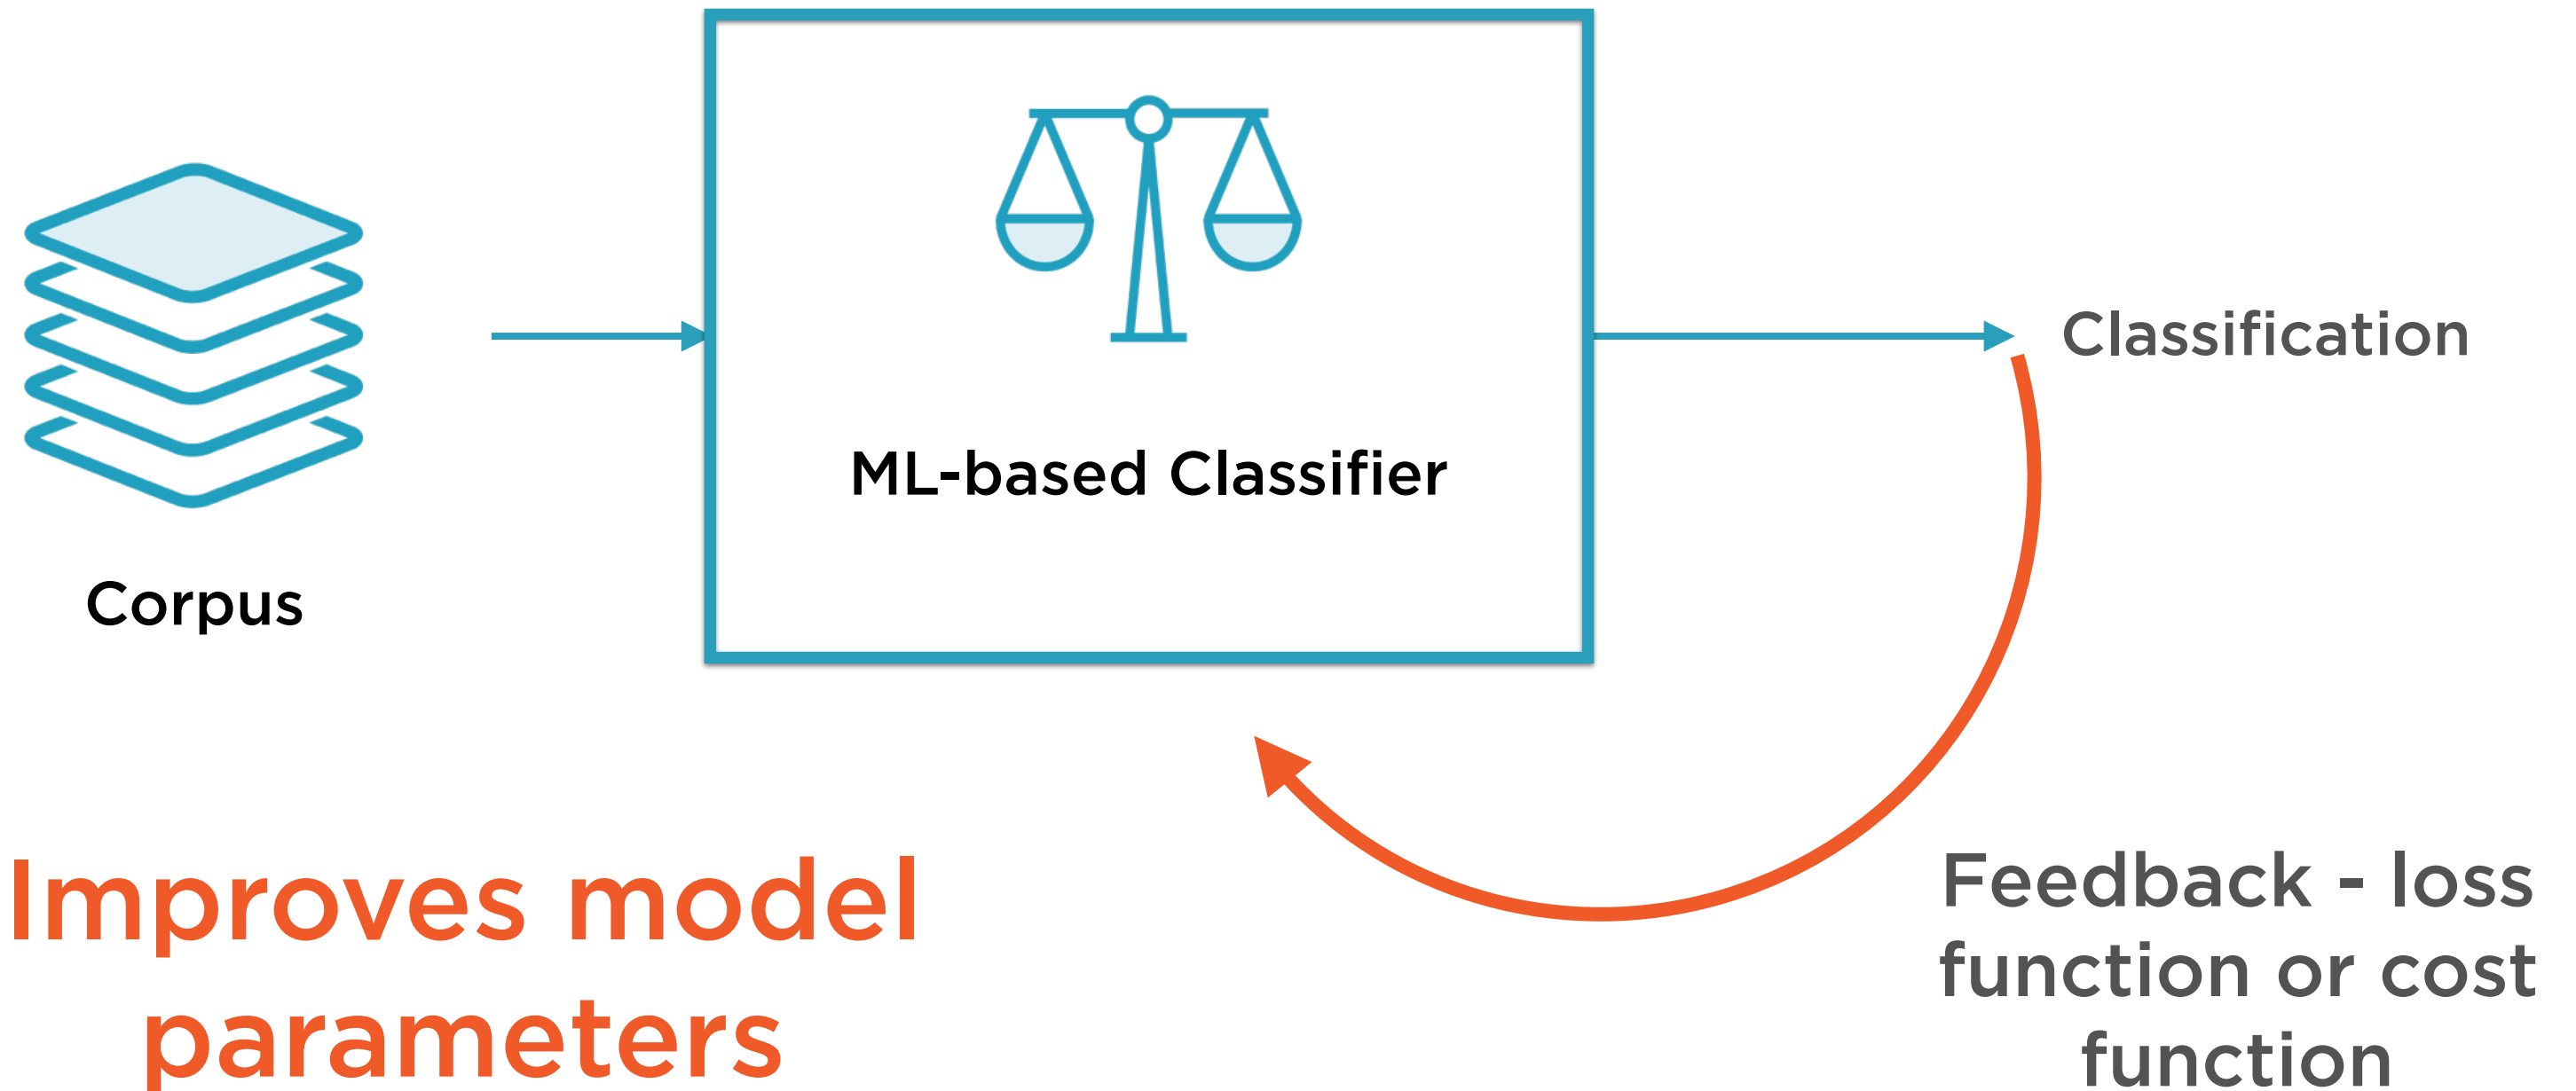 Classification
ML-based Classifier
Corpus
Improves model
parameters
Feedback - loss
function or cost
function